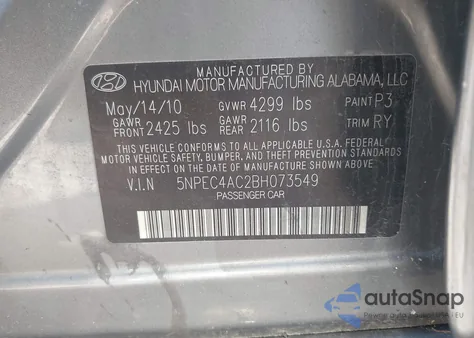 MANUFACTURED BY
HYUNDAI MOTOR MANUFACTURING ALABAMA, LLC
May/14/10 GVWR 4299 lbs PAINT P3
GAWR FRONT 2425 lbs GAWR REAR 2116 lbs TRIM RY
THIS VEHICLE CONFORMS TO ALL APPLICABLE U.S. FEDERAL
MOTOR VEHICLE SAFETY, BUMPER, AND THEFT PREVENTION
STANDARDS IN EFFECT ON THE
DATE OF MANUFACTURE SHOWN ABOVE.
V.I.N 5NPEC4AC2BH073549
PASSENGER CAR
autoSnap